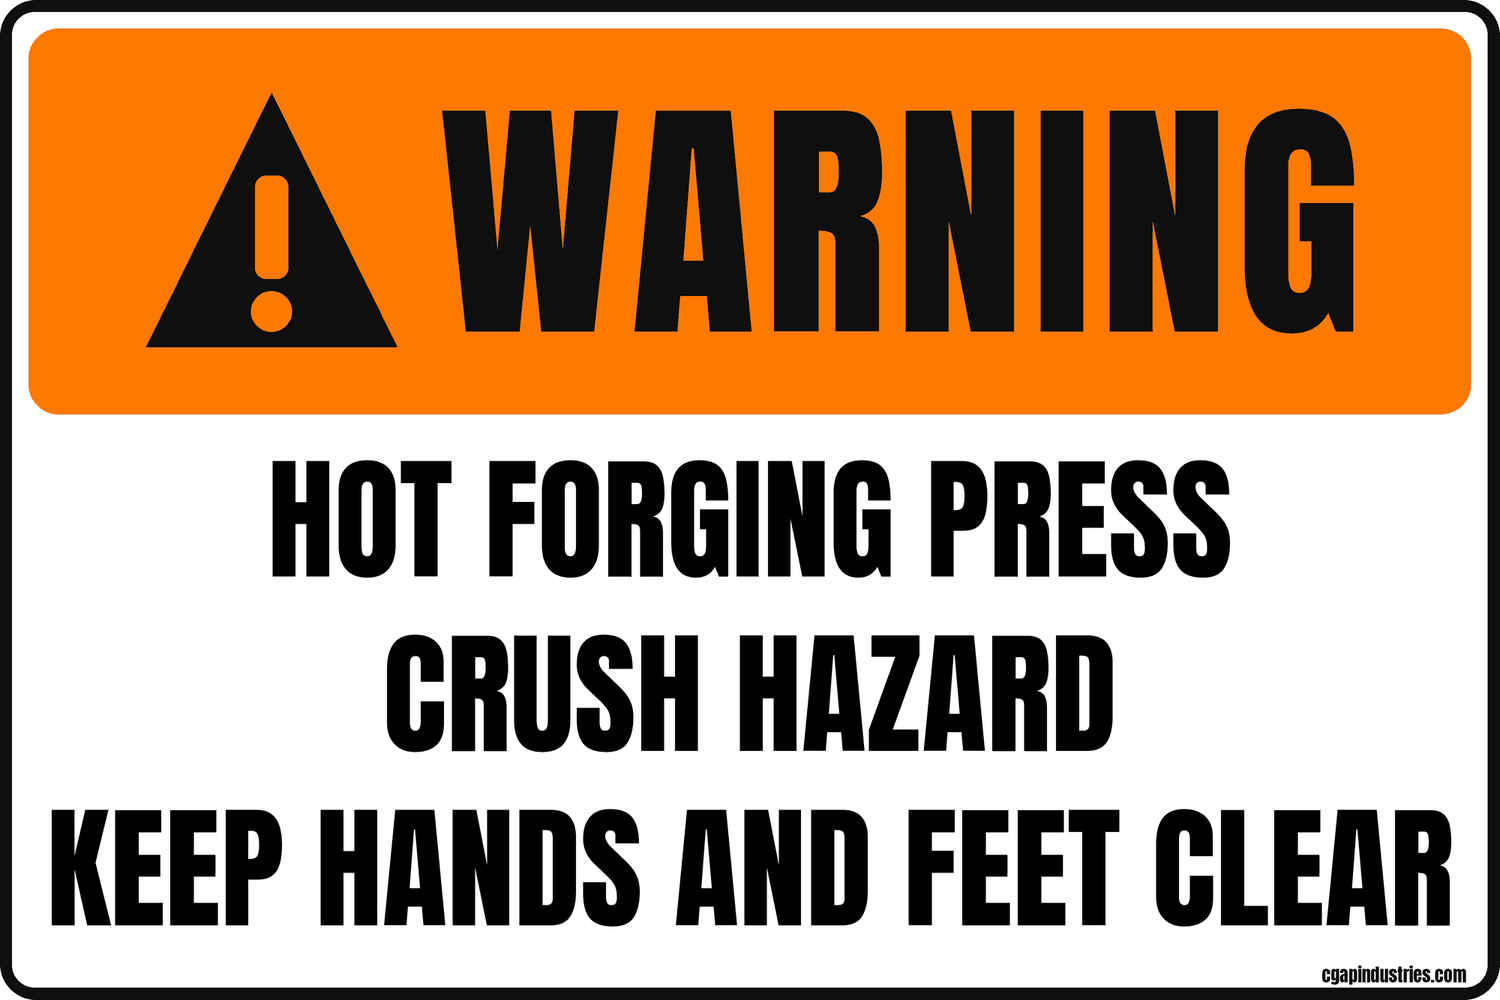 WARNING
HOT FORGING PRESS
CRUSH HAZARD
KEEP HANDS AND FEET CLEAR
cgapindustries.com